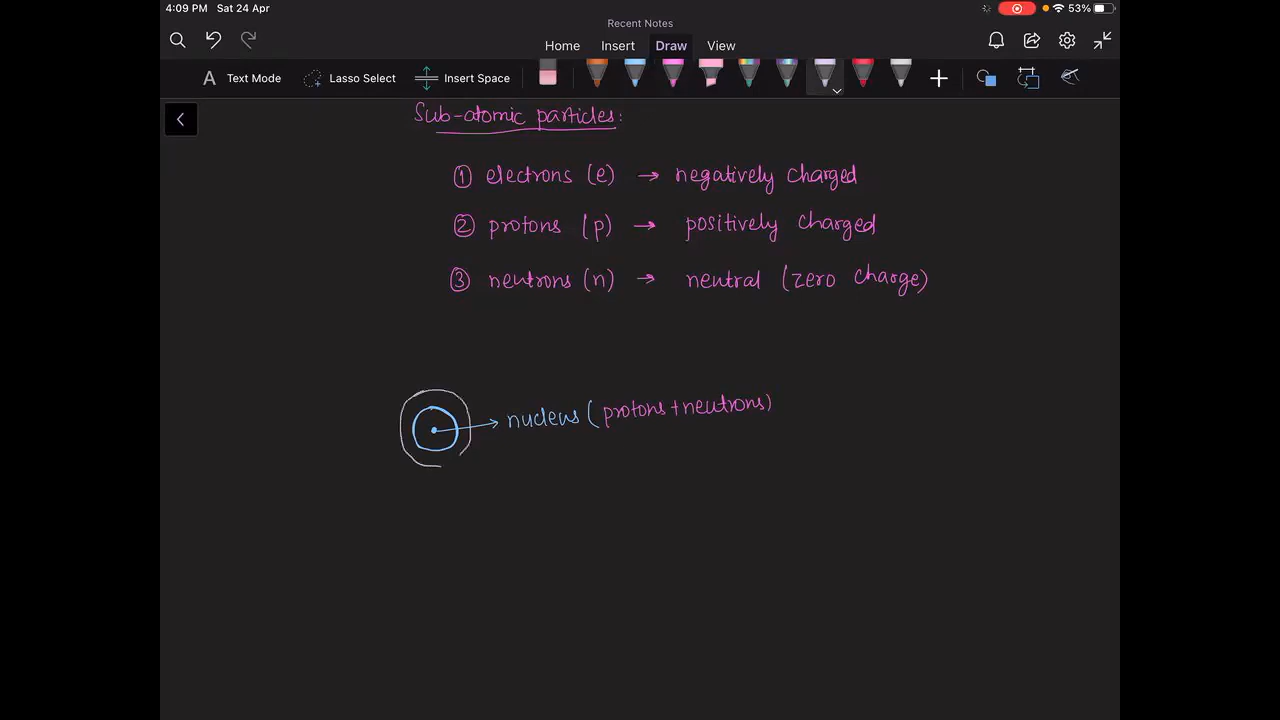 4:09 PM Sat 24 Apr 53%
Recent Notes
Home Insert Draw View
A Text Mode Lasso Select Insert Space
Sub-atomic particles:
① electrons (e) → negatively charged
② protons (p) → positively charged
③ neutrons (n) → neutral (zero charge)
nucleus (protons + neutrons)